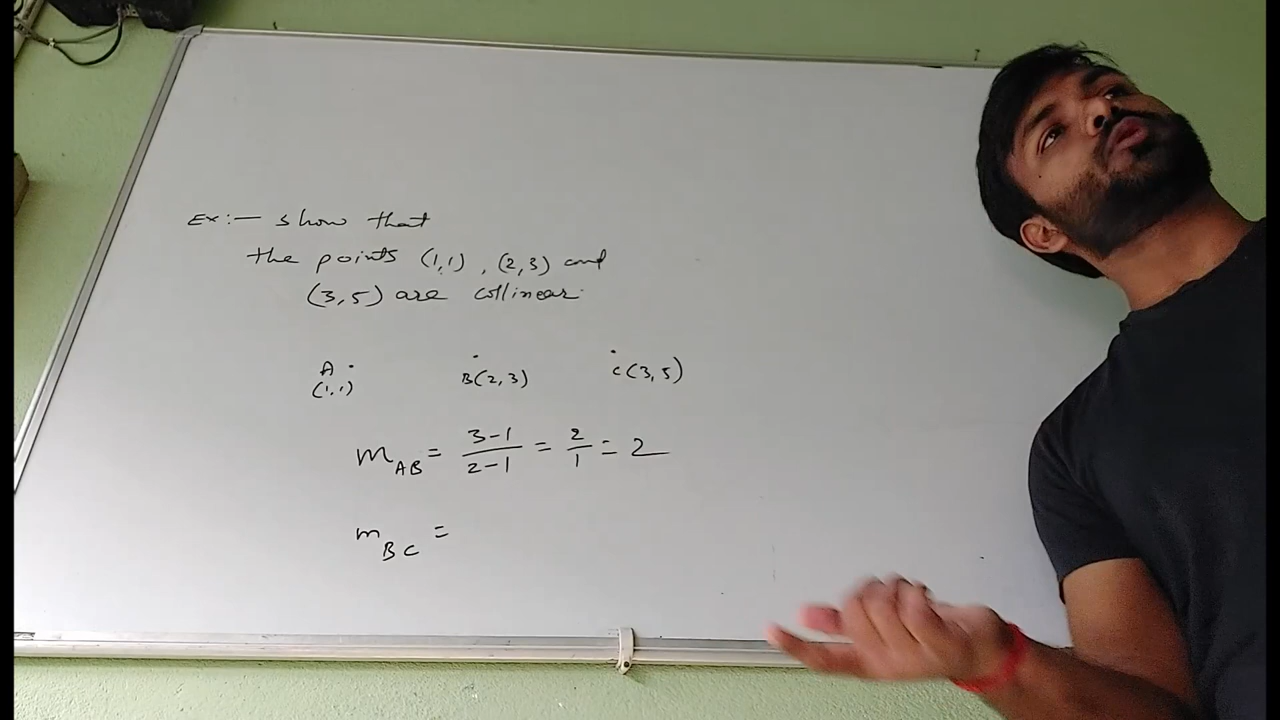 Ex:— show that
the points (1,1), (2,3) and
(3,5) are collinear.
A
(1,1)
B(2,3)
C(3,5)
m_AB = 3-1/2-1 = 2/1 = 2
m_BC =